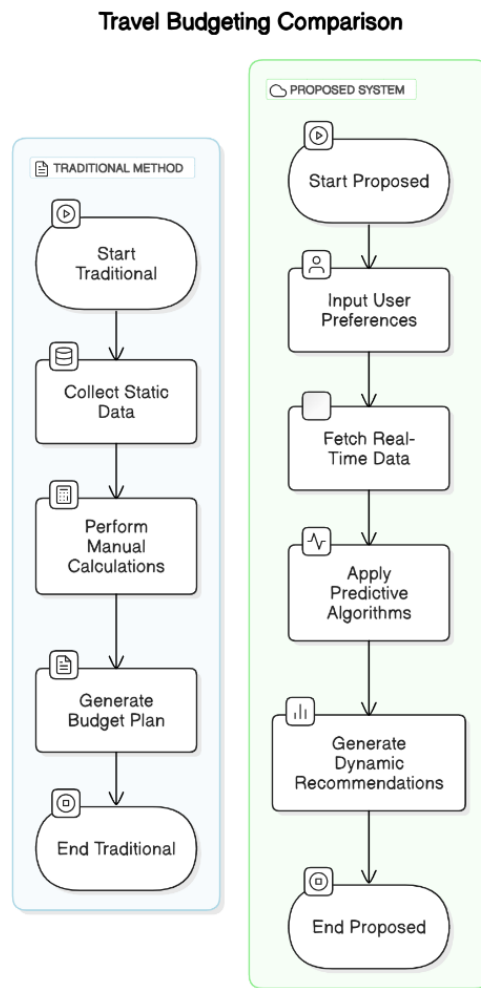 Travel Budgeting Comparison
TRADITIONAL METHOD
Start
Traditional
Collect Static
Data
Perform
Manual
Calculations
Generate
Budget Plan
End Traditional
PROPOSED SYSTEM
Start Proposed
Input User
Preferences
Fetch Real-
Time Data
Apply
Predictive
Algorithms
Generate
Dynamic
Recommendations
End Proposed